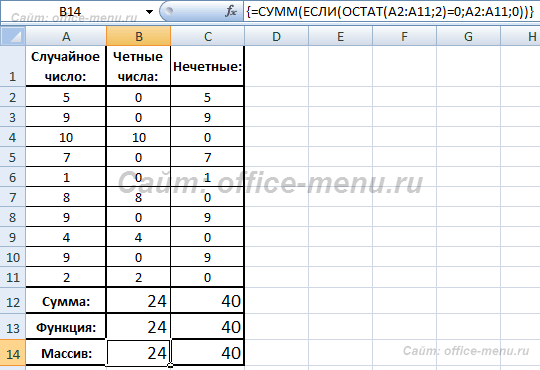 B14 fx {=СУММ(ЕСЛИ(ОСТАТ(A2:A11;2)=0;A2:A11;0))}
Сайт: office-menu.ru
A B C D E F G H
1 Случайное число: Четные числа: Нечетные:
2 5 0 5
3 9 0 9
4 10 10 0
5 7 0 7
6 1 0 1
Сайт: office-menu.ru
7 8 8 0
8 9 0 9
9 4 4 0
10 9 0 9
11 2 2 0
12 Сумма: 24 40
13 Функция: 24 40
14 Массив: 24 40
Сайт: office-menu.ru